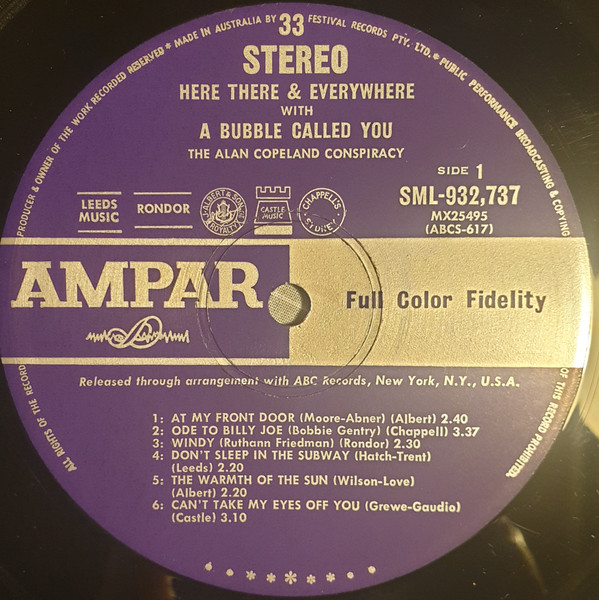 PRODUCER & OWNER OF THE WORK RECORDED RESERVED * MADE IN AUSTRALIA BY FESTIVAL RECORDS PTY. LTD. * PUBLIC PERFORMANCE BROADCASTING & COPYING
33
STEREO
HERE THERE & EVERYWHERE
WITH
A BUBBLE CALLED YOU
THE ALAN COPELAND CONSPIRACY
SIDE 1
SML-932,737
MX25495
(ABCS-617)
LEEDS
MUSIC
RONDOR
J. ALBERT & SON
ROYALTY
CASTLE
MUSIC
CHAPPELL'S
SYDNEY
AMPAR
Full Color Fidelity
Released through arrangement with ABC Records, New York, N.Y., U.S.A.
ALL RIGHTS OF THE RECORD
OF THIS RECORD PROHIBITED.
1: AT MY FRONT DOOR (Moore-Abner) (Albert) 2.40
2: ODE TO BILLY JOE (Bobbie Gentry) (Chappell) 3.37
3: WINDY (Ruthann Friedman) (Rondor) 2.30
4: DON'T SLEEP IN THE SUBWAY (Hatch-Trent)
(Leeds) 2.20
5: THE WARMTH OF THE SUN (Wilson-Love)
(Albert) 2.20
6: CAN'T TAKE MY EYES OFF YOU (Grewe-Gaudio)
(Castle) 3.10